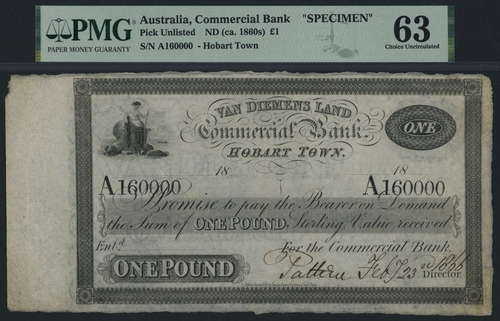 PMG
PAPER MONEY GUARANTY
Australia, Commercial Bank "SPECIMEN"
Pick Unlisted ND (ca. 1860s) £1
S/N A160000 - Hobart Town
63
Choice Uncirculated
VAN DIEMENS LAND
Commercial Bank
HOBART TOWN.
ONE
18 18
A160000 A160000
Promise to pay the Bearer on Demand
the Sum of ONE POUND, Sterling, Value received
Entd. For the Commercial Bank,
ONE POUND
Pattern Feby 23
Director.